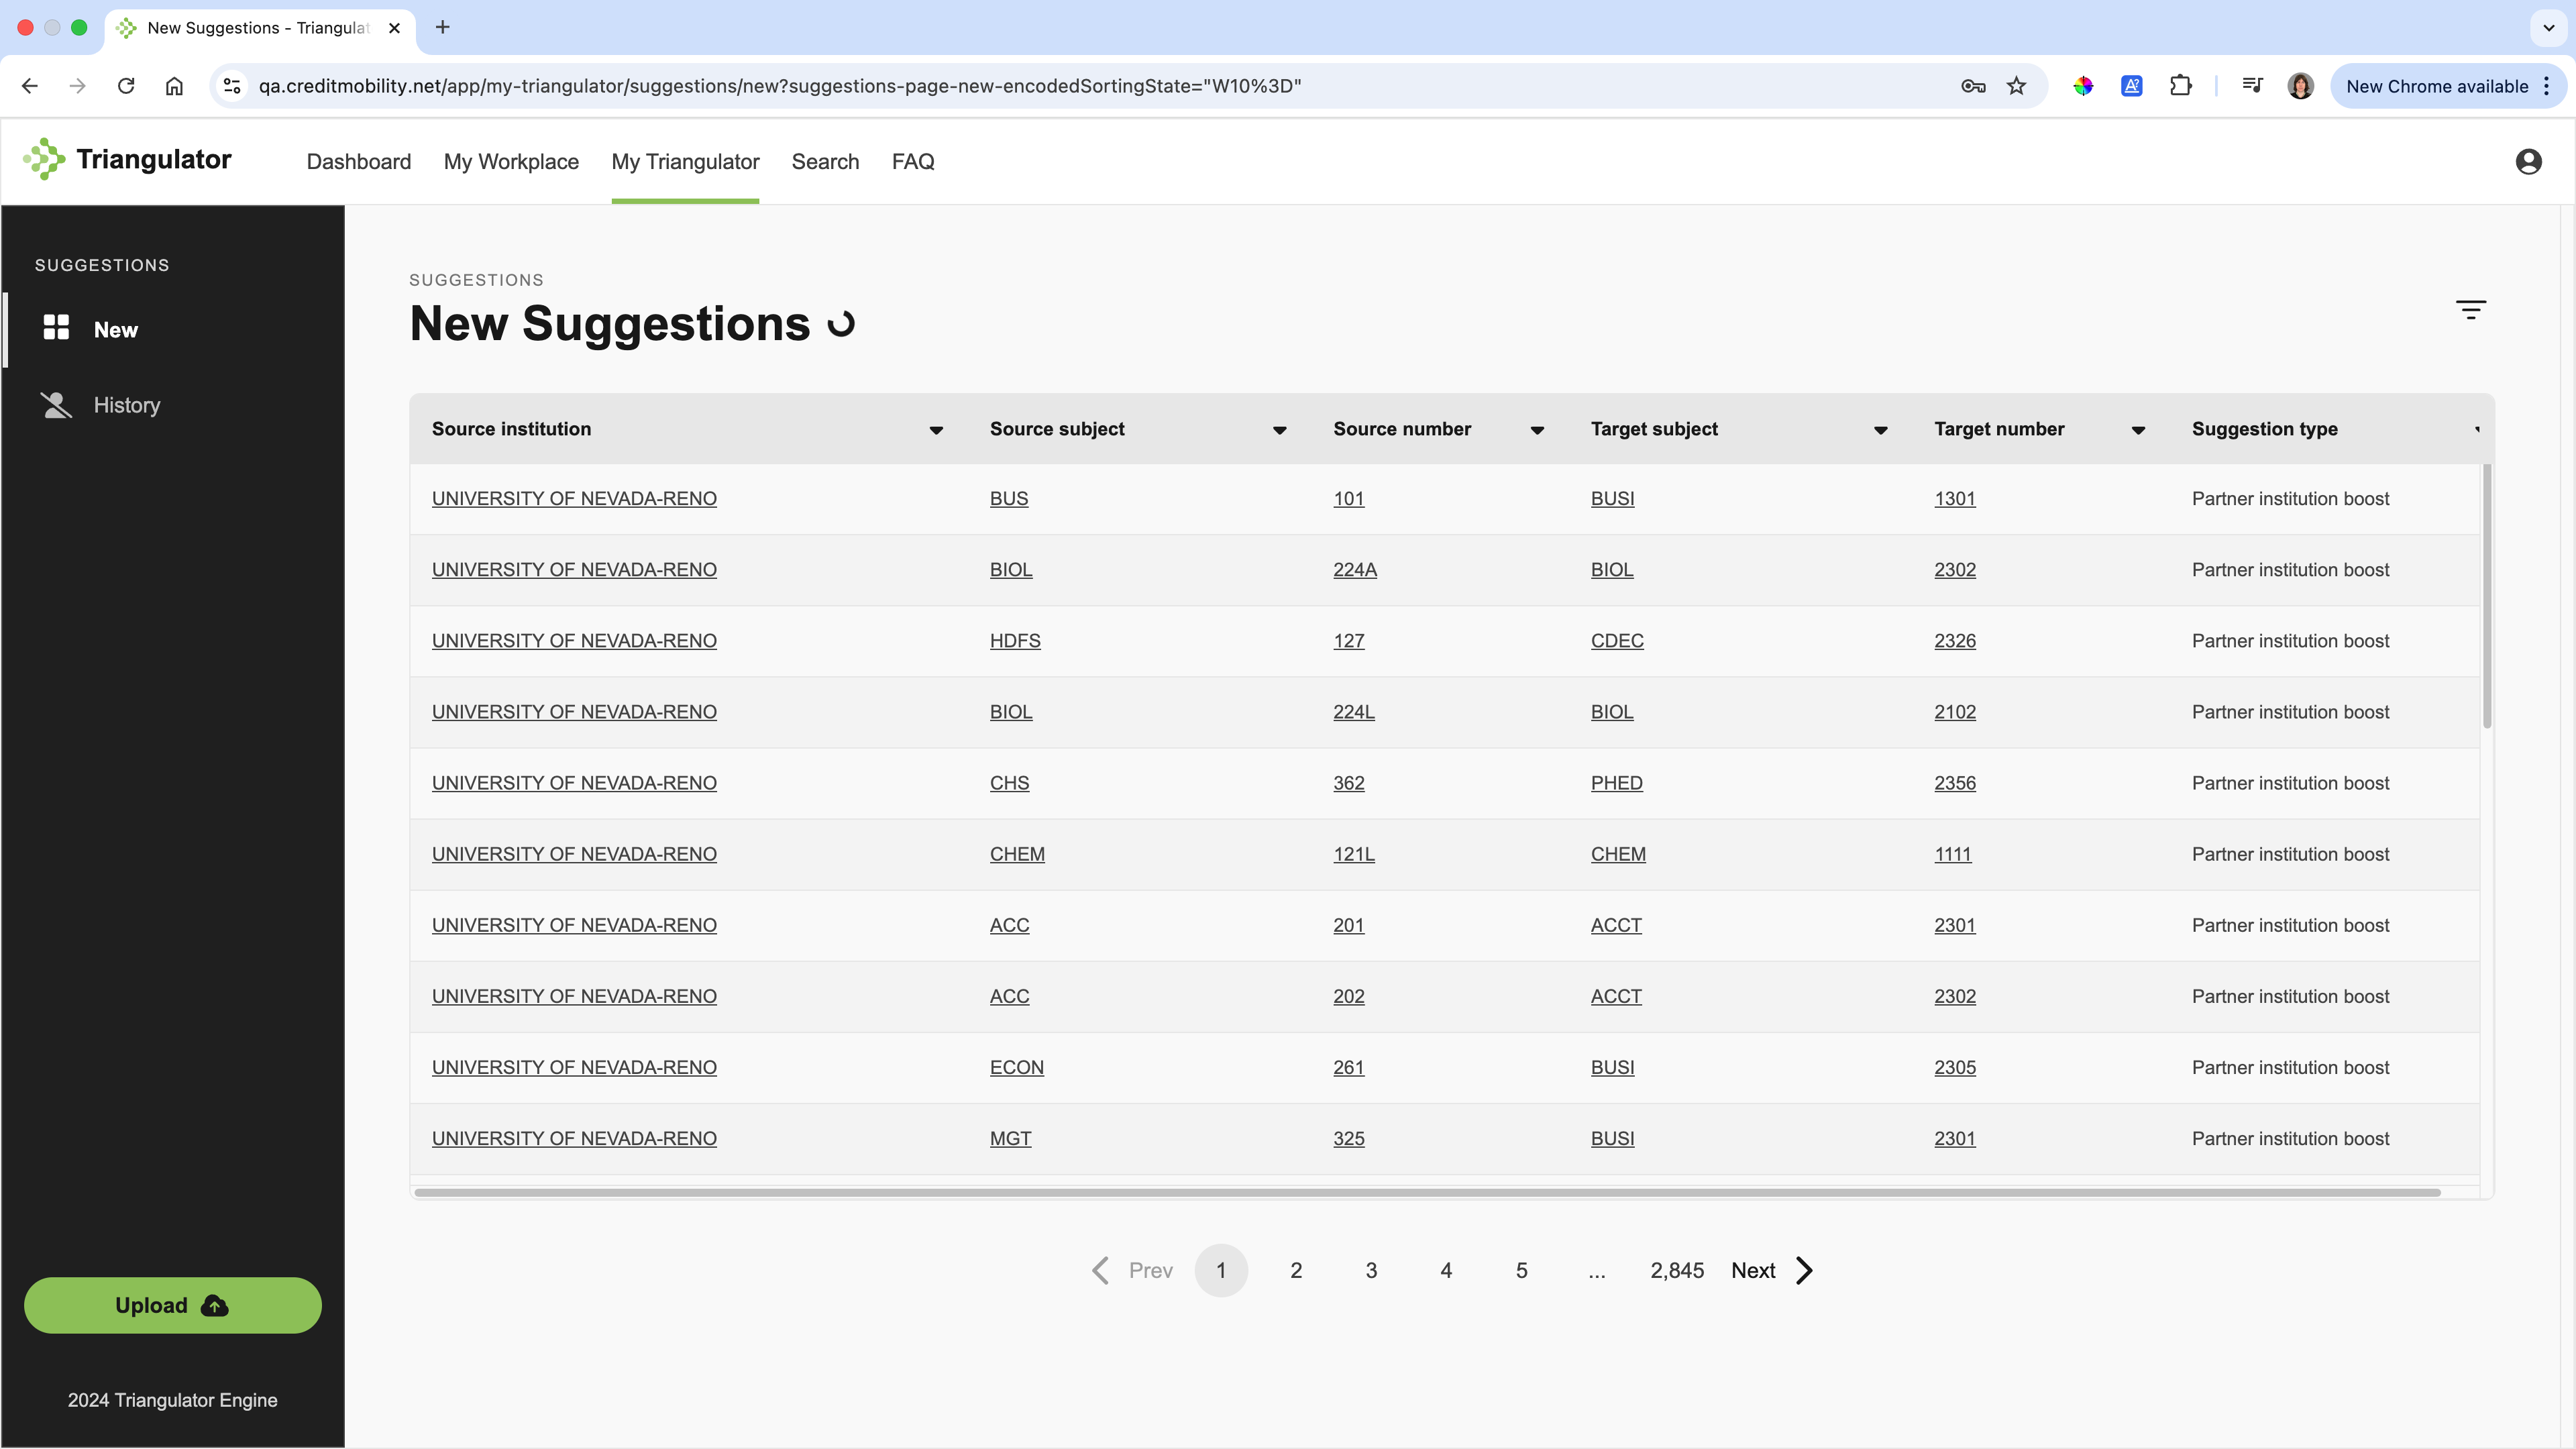 New Suggestions - Triangulat
qa.creditmobility.net/app/my-triangulator/suggestions/new?suggestions-page-new-encodedSortingState="W10%3D"
New Chrome available
Triangulator
Dashboard My Workplace My Triangulator Search FAQ
SUGGESTIONS
New
History
Upload
2024 Triangulator Engine
SUGGESTIONS
New Suggestions
Source institution Source subject Source number Target subject Target number Suggestion type
UNIVERSITY OF NEVADA-RENO BUS 101 BUSI 1301 Partner institution boost
UNIVERSITY OF NEVADA-RENO BIOL 224A BIOL 2302 Partner institution boost
UNIVERSITY OF NEVADA-RENO HDFS 127 CDEC 2326 Partner institution boost
UNIVERSITY OF NEVADA-RENO BIOL 224L BIOL 2102 Partner institution boost
UNIVERSITY OF NEVADA-RENO CHS 362 PHED 2356 Partner institution boost
UNIVERSITY OF NEVADA-RENO CHEM 121L CHEM 1111 Partner institution boost
UNIVERSITY OF NEVADA-RENO ACC 201 ACCT 2301 Partner institution boost
UNIVERSITY OF NEVADA-RENO ACC 202 ACCT 2302 Partner institution boost
UNIVERSITY OF NEVADA-RENO ECON 261 BUSI 2305 Partner institution boost
UNIVERSITY OF NEVADA-RENO MGT 325 BUSI 2301 Partner institution boost
Prev 1 2 3 4 5 ... 2,845 Next